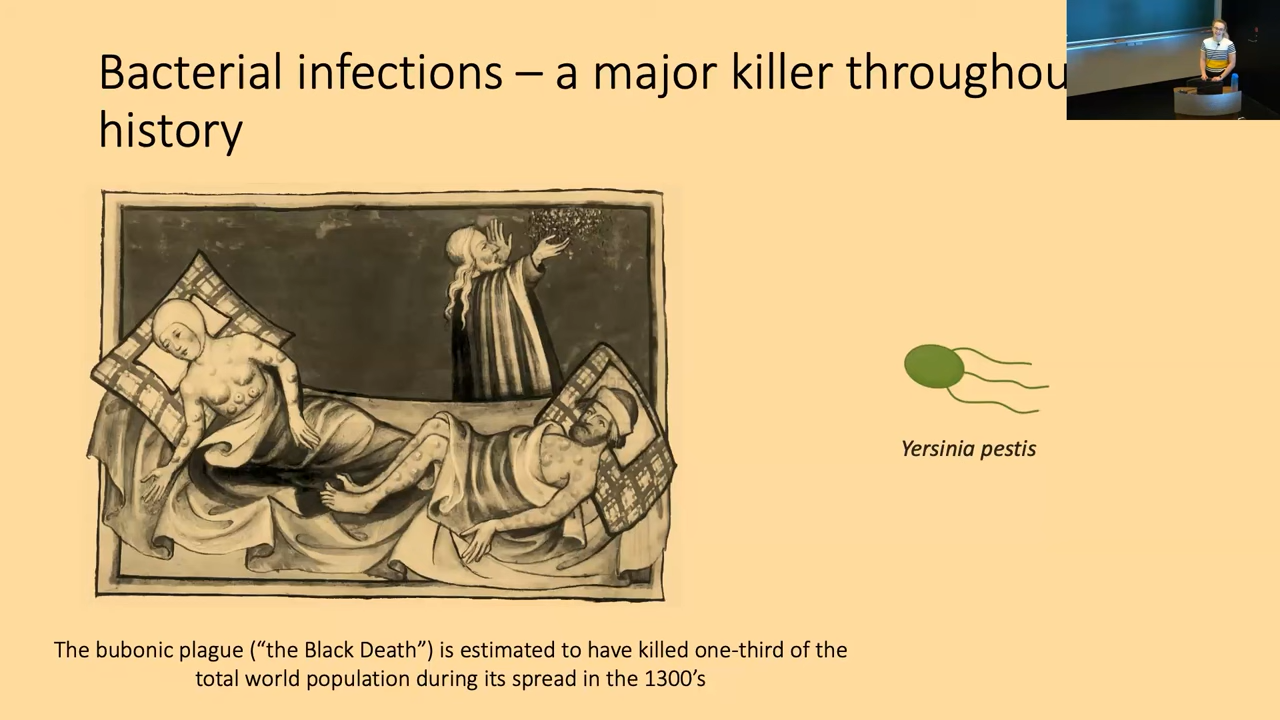 Bacterial infections – a major killer throughou
history
Yersinia pestis
The bubonic plague (“the Black Death”) is estimated to have killed one-third of the
total world population during its spread in the 1300’s